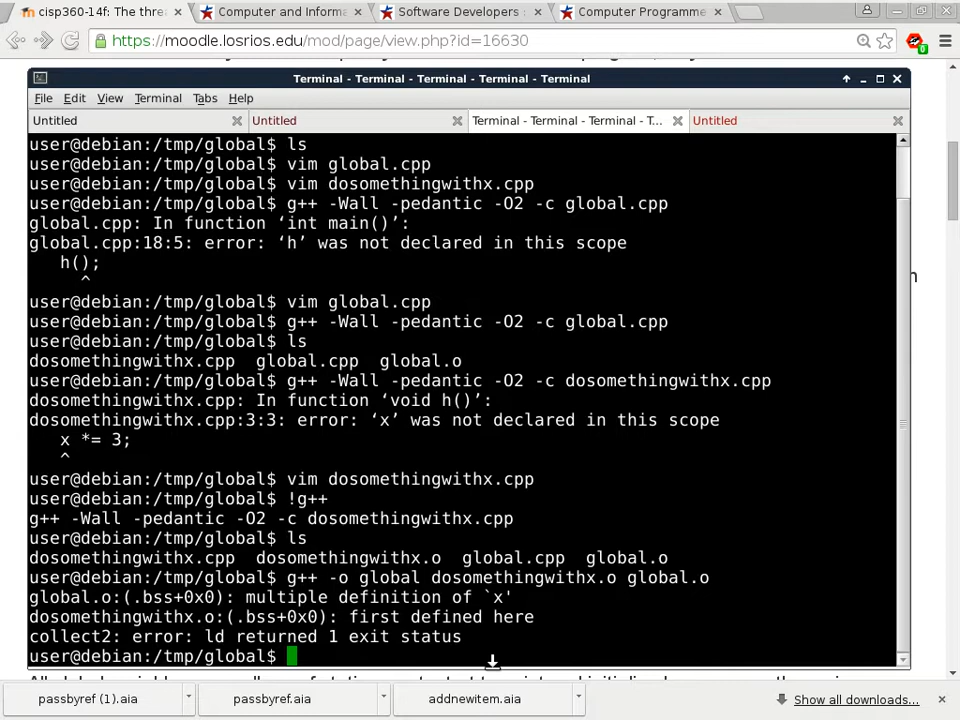 cisp360-14f: The thre
Computer and Informa
Software Developers :
Computer Programme
https://moodle.losrios.edu/mod/page/view.php?id=16630
Terminal - Terminal - Terminal - Terminal - Terminal
File Edit View Terminal Tabs Help
Untitled
Untitled
Terminal - Terminal - Terminal - T...
Untitled
user@debian:/tmp/global$ ls
user@debian:/tmp/global$ vim global.cpp
user@debian:/tmp/global$ vim dosomethingwithx.cpp
user@debian:/tmp/global$ g++ -Wall -pedantic -O2 -c global.cpp
global.cpp: In function ‘int main()’:
global.cpp:18:5: error: ‘h’ was not declared in this scope
h();
^
user@debian:/tmp/global$ vim global.cpp
user@debian:/tmp/global$ g++ -Wall -pedantic -O2 -c global.cpp
user@debian:/tmp/global$ ls
dosomethingwithx.cpp global.cpp global.o
user@debian:/tmp/global$ g++ -Wall -pedantic -O2 -c dosomethingwithx.cpp
dosomethingwithx.cpp: In function ‘void h()’:
dosomethingwithx.cpp:3:3: error: ‘x’ was not declared in this scope
x *= 3;
^
user@debian:/tmp/global$ vim dosomethingwithx.cpp
user@debian:/tmp/global$ !g++
g++ -Wall -pedantic -O2 -c dosomethingwithx.cpp
user@debian:/tmp/global$ ls
dosomethingwithx.cpp dosomethingwithx.o global.cpp global.o
user@debian:/tmp/global$ g++ -o global dosomethingwithx.o global.o
global.o:(.bss+0x0): multiple definition of `x'
dosomethingwithx.o:(.bss+0x0): first defined here
collect2: error: ld returned 1 exit status
user@debian:/tmp/global$
passbyref (1).aia
passbyref.aia
addnewitem.aia
Show all downloads...